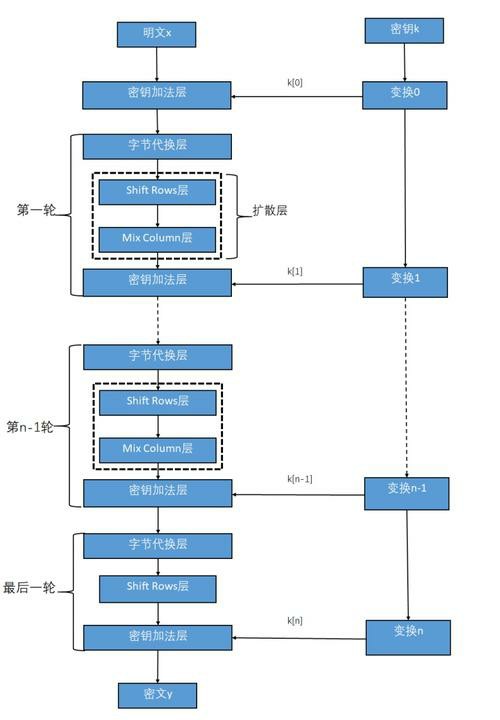 明文x
密钥k
密钥加法层
k[0]
变换0
字节代换层
第一轮
Shift Rows层
扩散层
Mix Column层
密钥加法层
k[1]
变换1
字节代换层
第n-1轮
Shift Rows层
Mix Column层
密钥加法层
k[n-1]
变换n-1
字节代换层
最后一轮
Shift Rows层
密钥加法层
k[n]
变换n
密文y